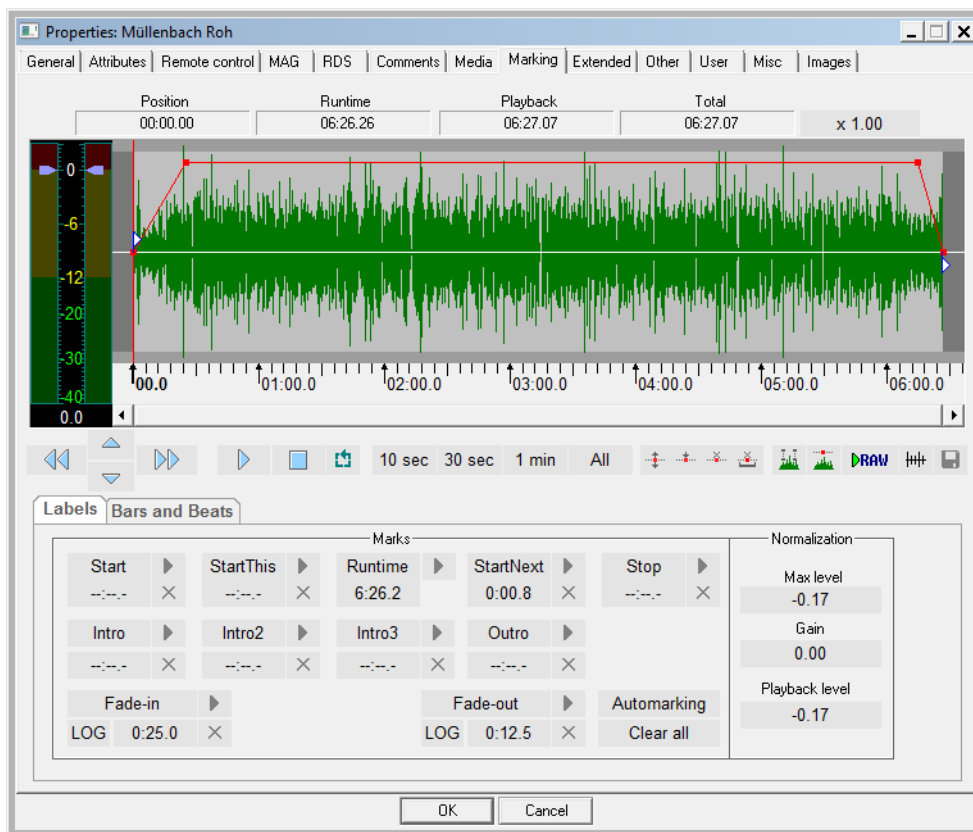 Properties: Müllenbach Roh
General Attributes Remote control MAG RDS Comments Media Marking Extended Other User Misc Images
Position Runtime Playback Total
00:00.00 06:26.26 06:27.07 06:27.07 x 1.00
0
-6
-12
-20
-30
-40
0.0
00.0 01:00.0 02:00.0 03:00.0 04:00.0 05:00.0 06:00.0
10 sec 30 sec 1 min All DRAW
Labels Bars and Beats
Marks
Start StartThis Runtime StartNext Stop
--:--.- --:--.- 6:26.2 0:00.8 --:--.-
Intro Intro2 Intro3 Outro
--:--.- --:--.- --:--.- --:--.-
Fade-in Fade-out Automarking
LOG 0:25.0 LOG 0:12.5 Clear all
Normalization
Max level
-0.17
Gain
0.00
Playback level
-0.17
OK Cancel